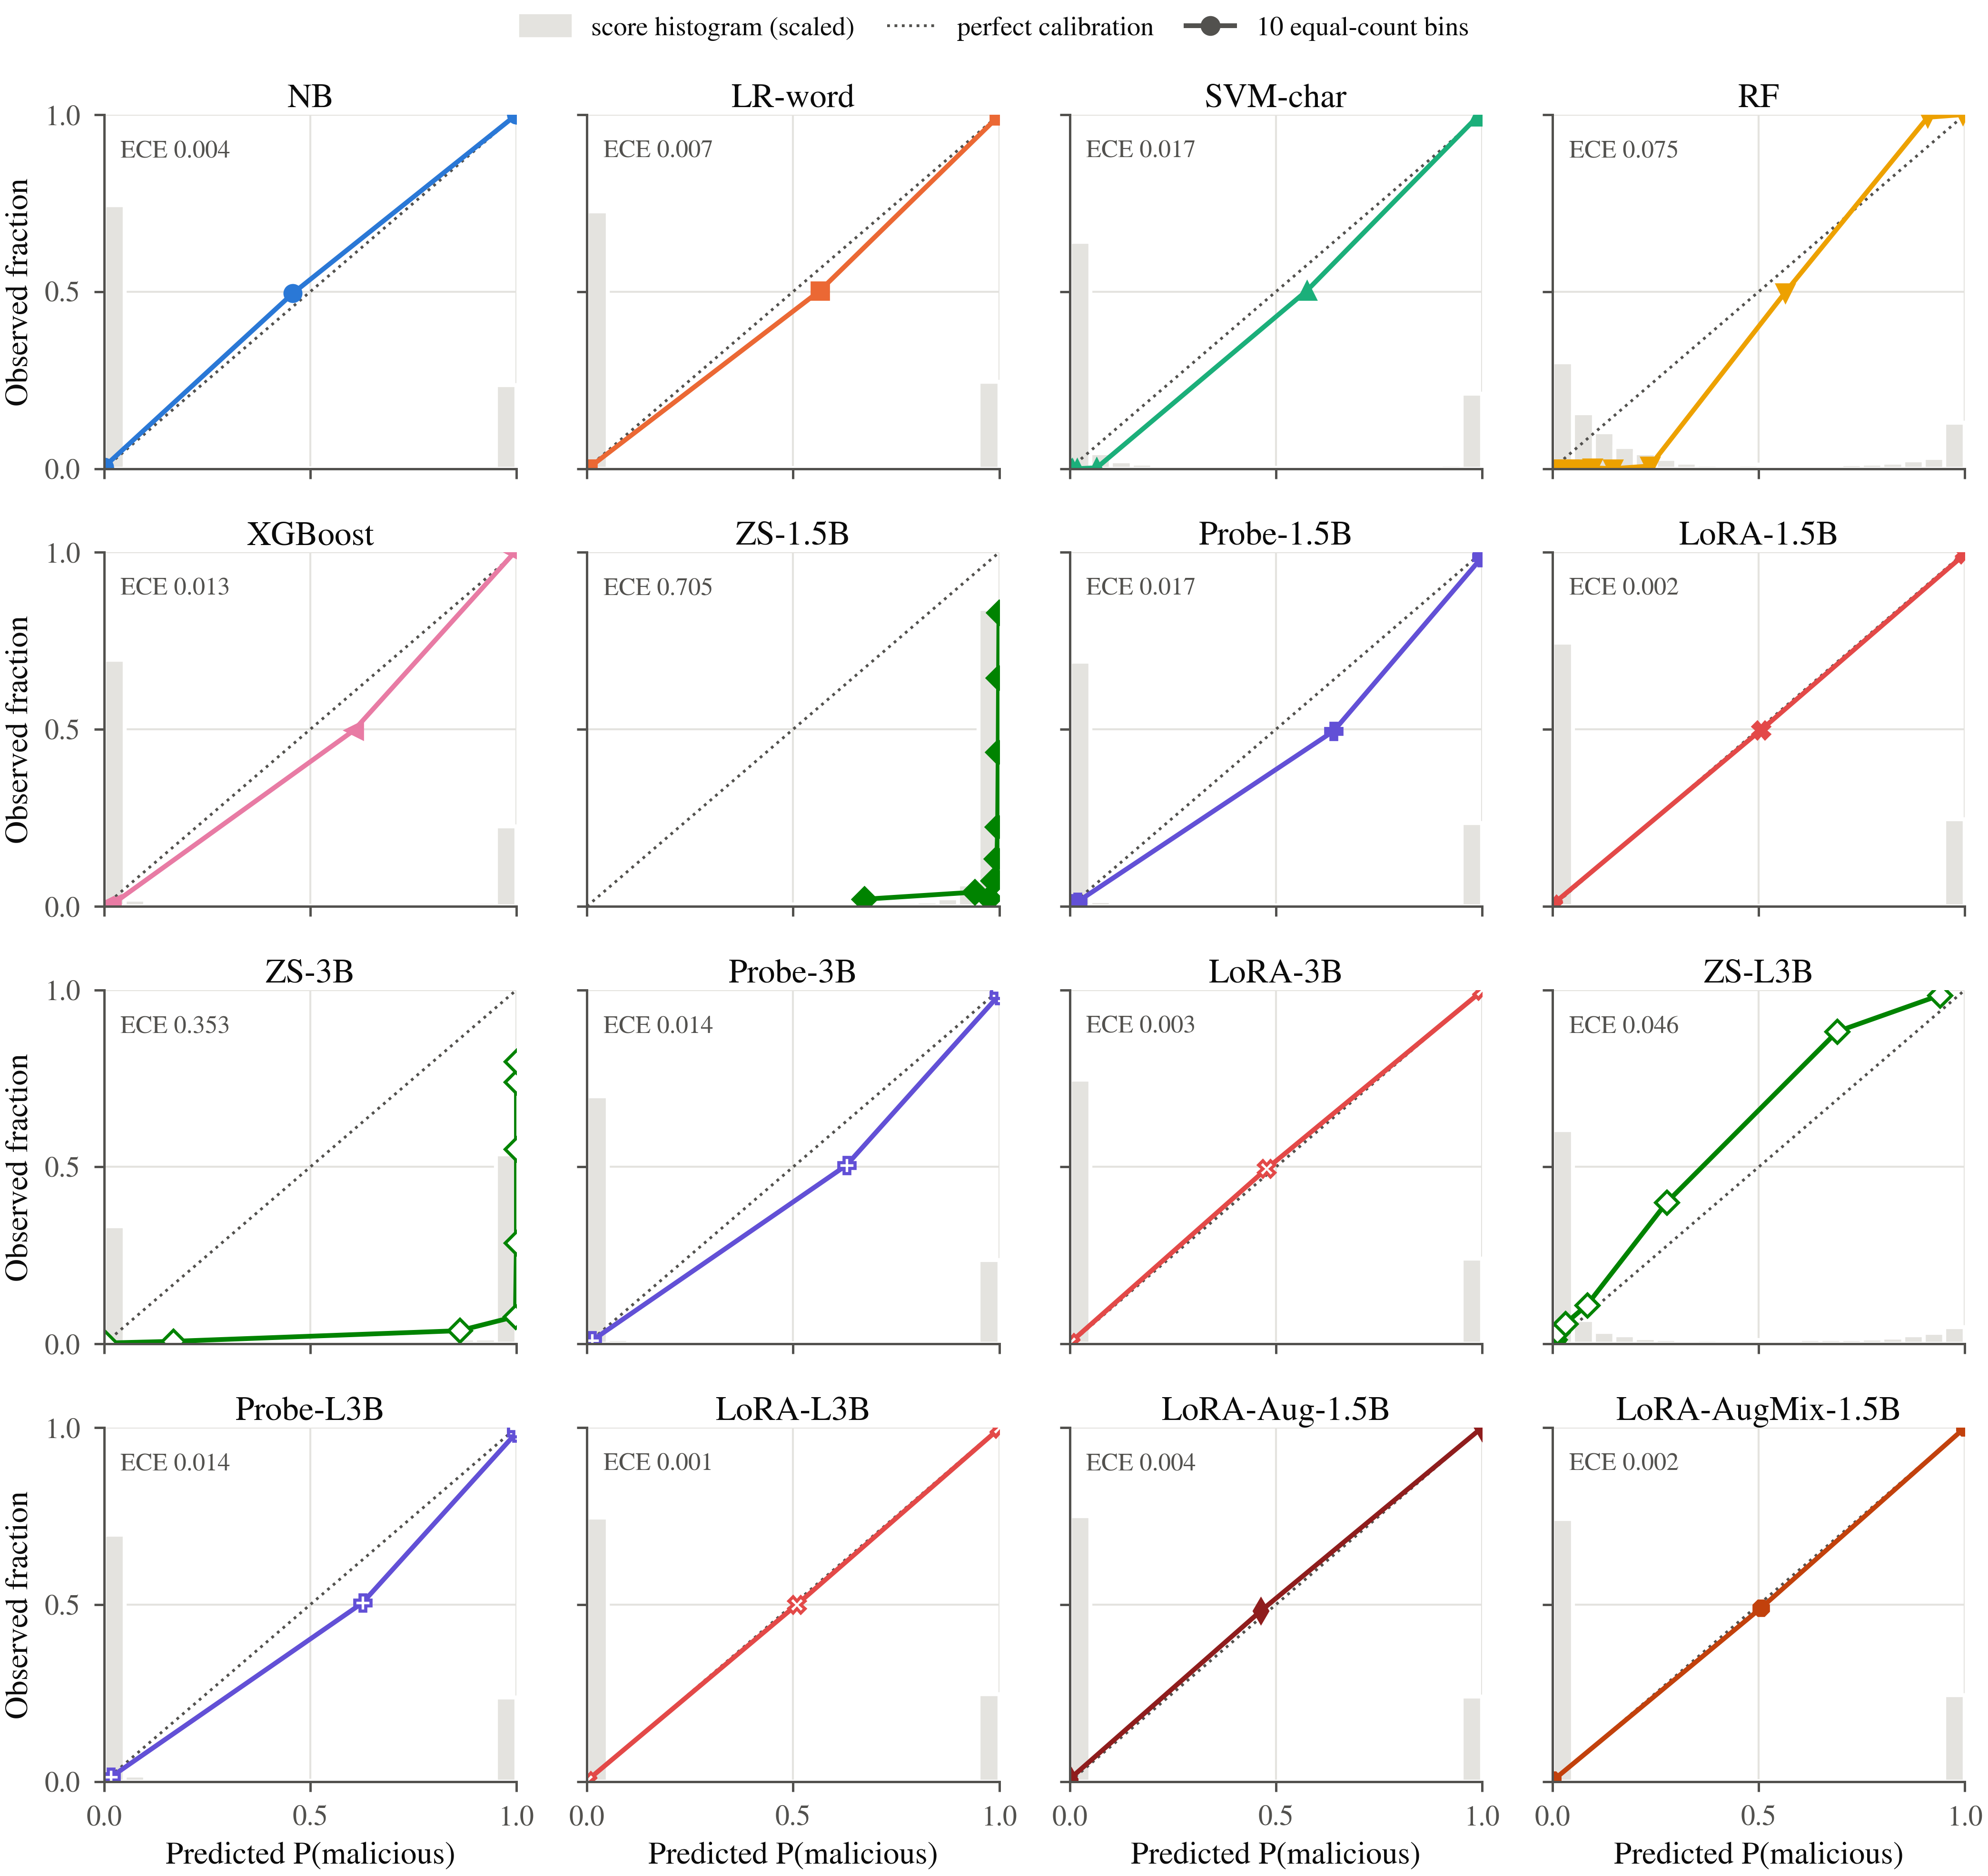 score histogram (scaled) perfect calibration 10 equal-count bins
NB LR-word SVM-char RF
1.0
ECE 0.004 ECE 0.007 ECE 0.017 ECE 0.075
Observed fraction
0.5
0.0
XGBoost ZS-1.5B Probe-1.5B LoRA-1.5B
1.0
ECE 0.013 ECE 0.705 ECE 0.017 ECE 0.002
Observed fraction
0.5
0.0
ZS-3B Probe-3B LoRA-3B ZS-L3B
1.0
ECE 0.353 ECE 0.014 ECE 0.003 ECE 0.046
Observed fraction
0.5
0.0
Probe-L3B LoRA-L3B LoRA-Aug-1.5B LoRA-AugMix-1.5B
1.0
ECE 0.014 ECE 0.001 ECE 0.004 ECE 0.002
Observed fraction
0.5
0.0
0.0 0.5 1.0 0.0 0.5 1.0 0.0 0.5 1.0 0.0 0.5 1.0
Predicted P(malicious) Predicted P(malicious) Predicted P(malicious) Predicted P(malicious)